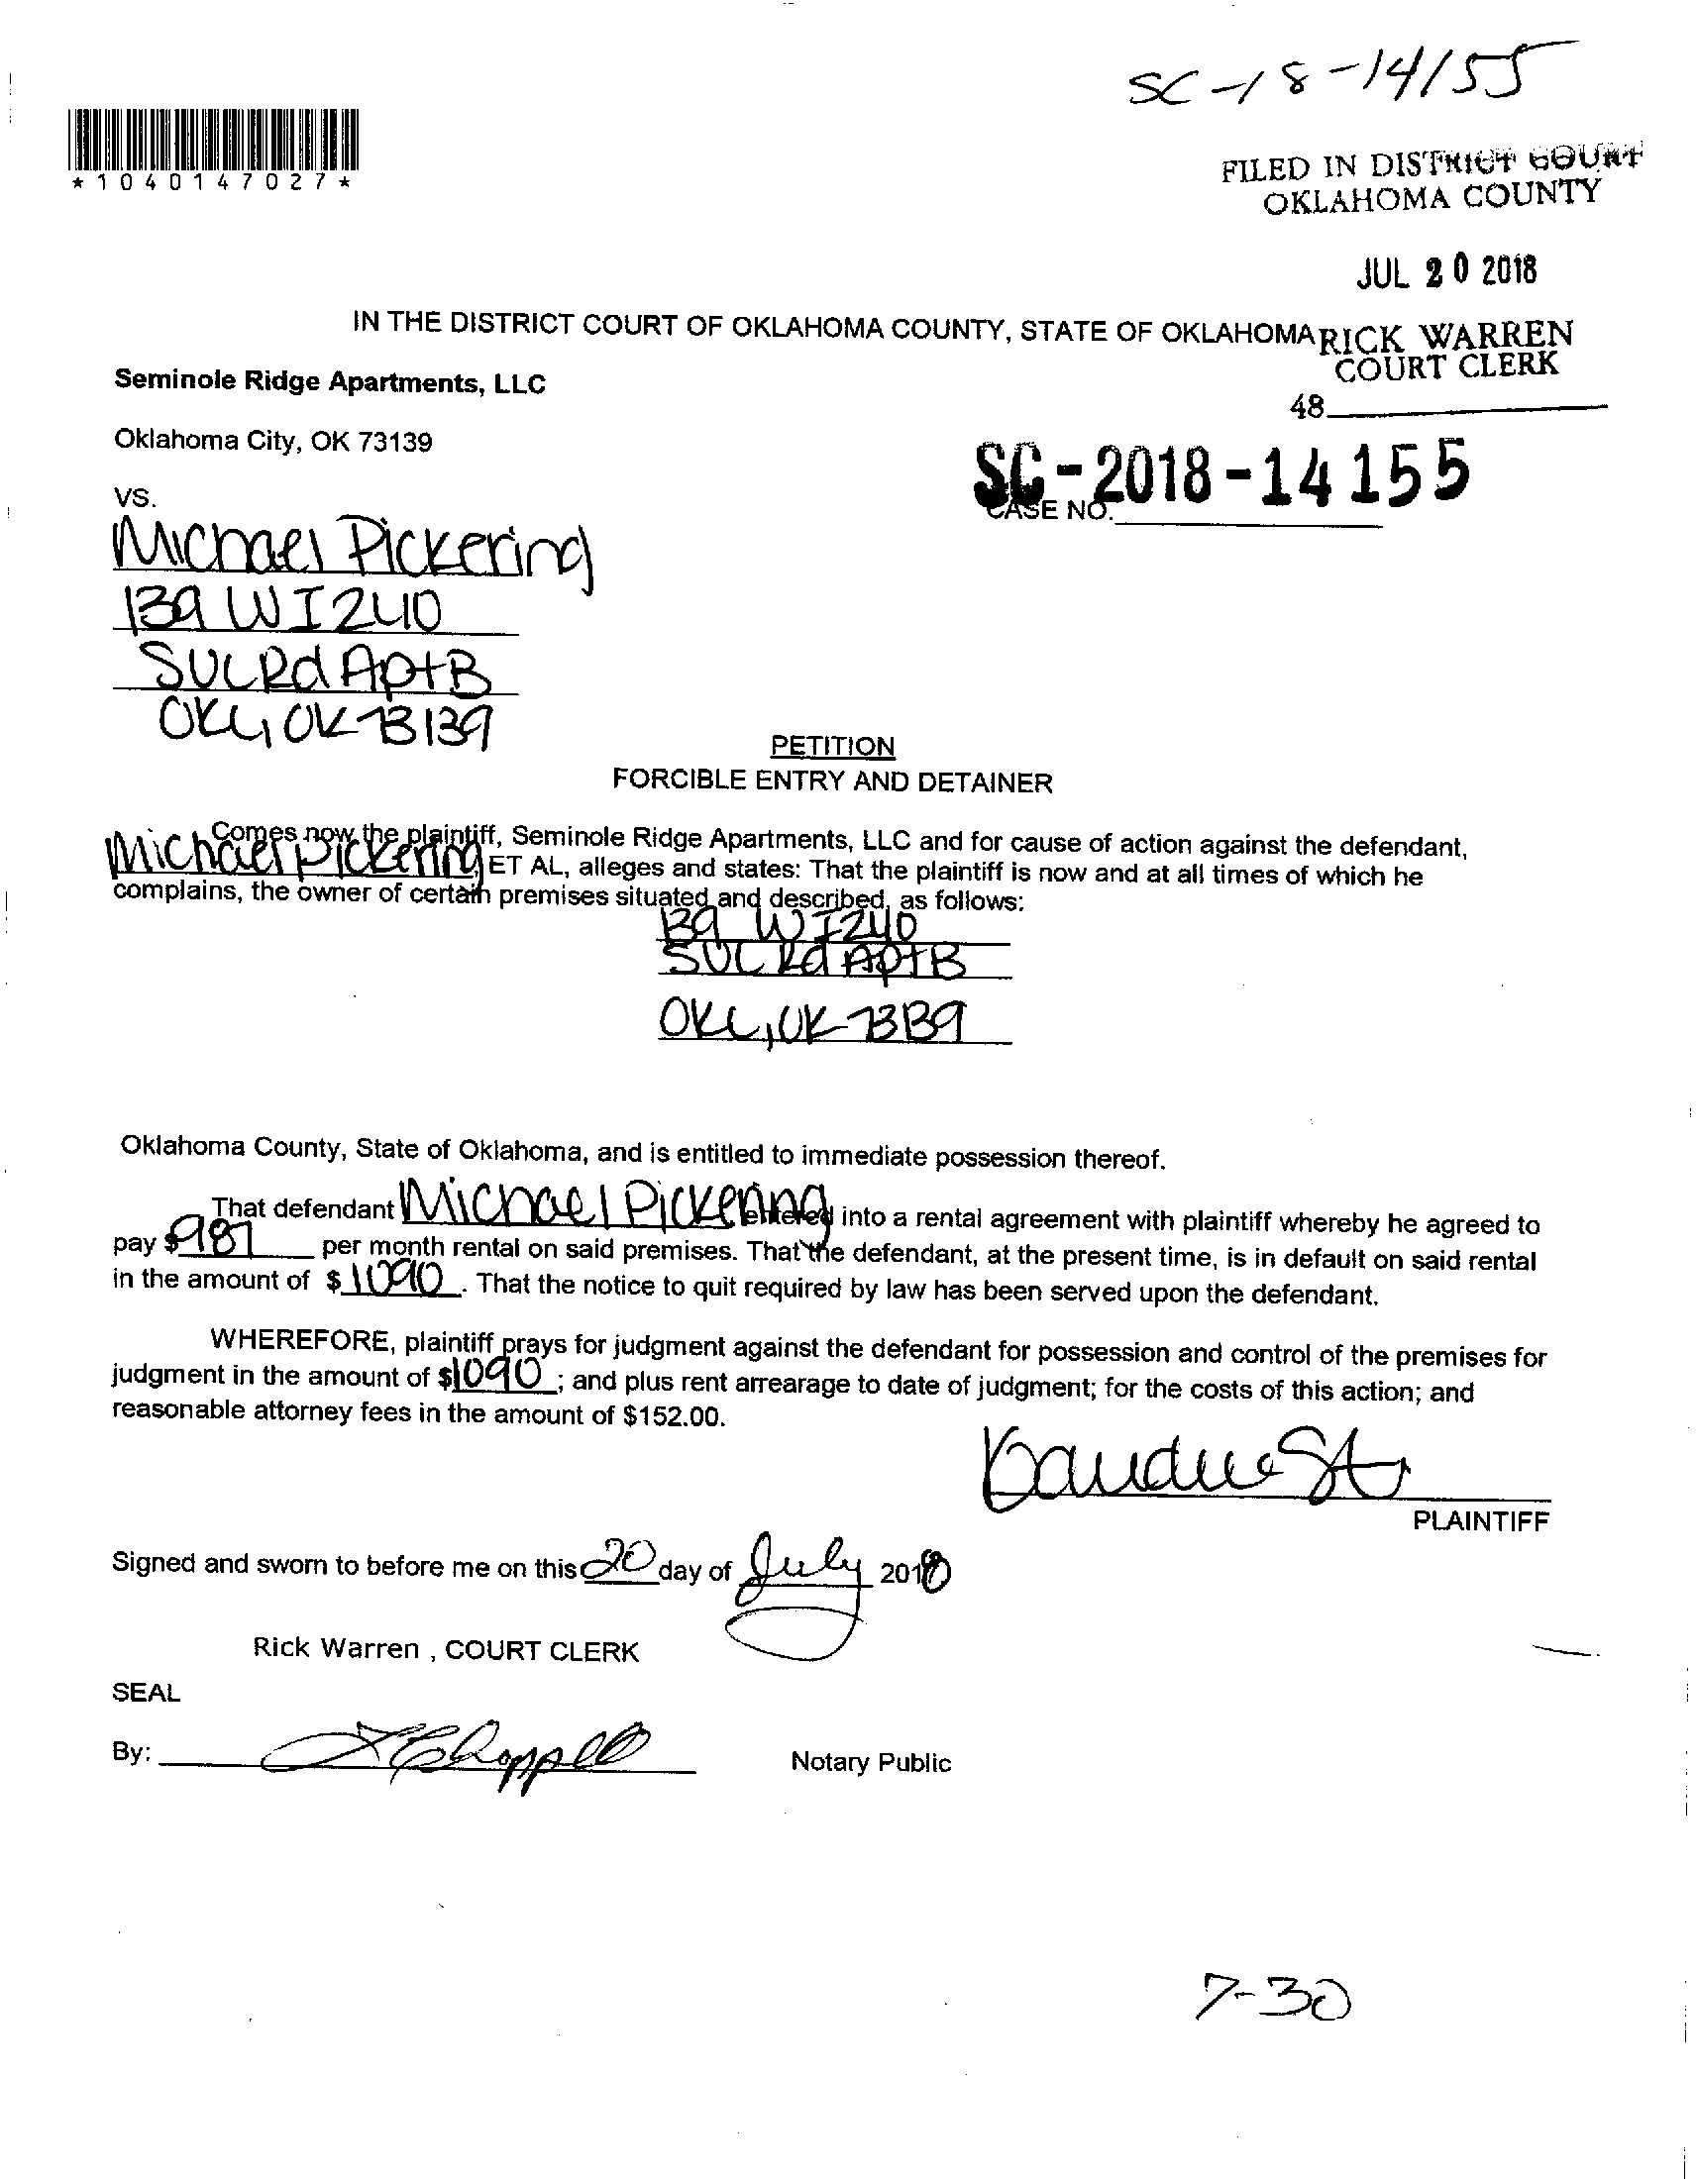 SC-18-14155
*1040147027*
FILED IN DISTRICT COURT
OKLAHOMA COUNTY
JUL 20 2018
IN THE DISTRICT COURT OF OKLAHOMA COUNTY, STATE OF OKLAHOMA
RICK WARREN
COURT CLERK
Seminole Ridge Apartments, LLC
48
Oklahoma City, OK 73139
SC-2018-14155
CASE NO.
VS.
Michael Pickering
139 W I 240
SVC Rd Apt B
OKC, OK 73139
PETITION
FORCIBLE ENTRY AND DETAINER
Comes now the plaintiff, Seminole Ridge Apartments, LLC and for cause of action against the defendant,
Michael Pickering ET AL, alleges and states: That the plaintiff is now and at all times of which he
complains, the owner of certain premises situated and described, as follows:
139 W I 240
SVC Rd Apt B
OKC, OK 73139
Oklahoma County, State of Oklahoma, and is entitled to immediate possession thereof.
That defendant Michael Pickering entered into a rental agreement with plaintiff whereby he agreed to
pay $987 per month rental on said premises. That the defendant, at the present time, is in default on said rental
in the amount of $1090. That the notice to quit required by law has been served upon the defendant.
WHEREFORE, plaintiff prays for judgment against the defendant for possession and control of the premises for
judgment in the amount of $1090; and plus rent arrearage to date of judgment; for the costs of this action; and
reasonable attorney fees in the amount of $152.00.
PLAINTIFF
Signed and sworn to before me on this 20 day of July 2018
Rick Warren , COURT CLERK
SEAL
By: Chappell
Notary Public
7-30